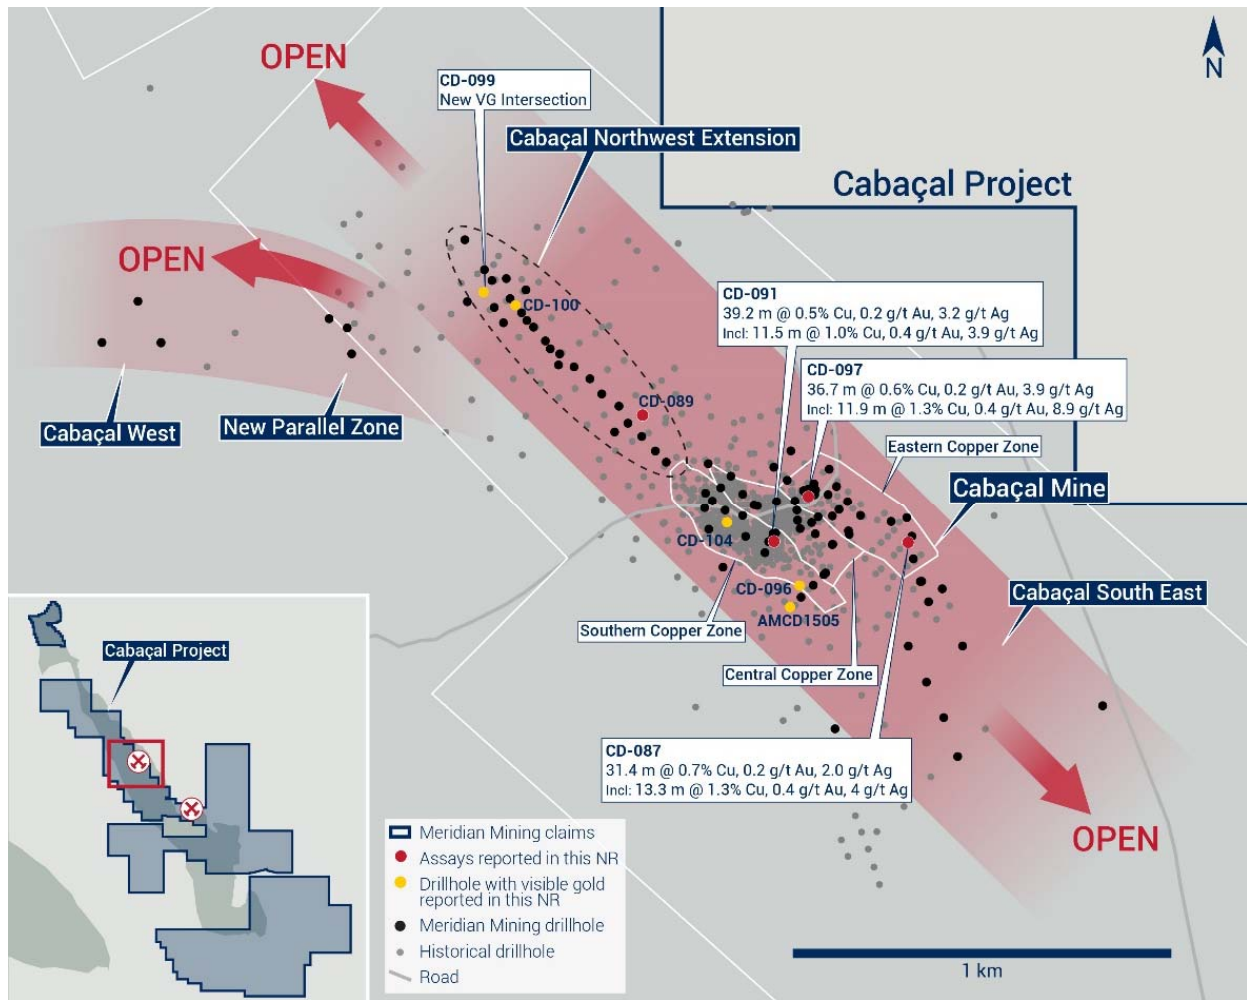 OPEN
CD-099
New VG Intersection
N
Cabaçal Northwest Extension
Cabaçal Project
OPEN
CD-100
CD-091
39.2 m @ 0.5% Cu, 0.2 g/t Au, 3.2 g/t Ag
Incl: 11.5 m @ 1.0% Cu, 0.4 g/t Au, 3.9 g/t Ag
CD-097
36.7 m @ 0.6% Cu, 0.2 g/t Au, 3.9 g/t Ag
Incl: 11.9 m @ 1.3% Cu, 0.4 g/t Au, 8.9 g/t Ag
CD-089
Cabaçal West
New Parallel Zone
Eastern Copper Zone
Cabaçal Mine
CD-104
CD-096
AMCD1505
Cabaçal South East
Southern Copper Zone
Central Copper Zone
Cabaçal Project
CD-087
31.4 m @ 0.7% Cu, 0.2 g/t Au, 2.0 g/t Ag
Incl: 13.3 m @ 1.3% Cu, 0.4 g/t Au, 4 g/t Ag
OPEN
Meridian Mining claims
Assays reported in this NR
Drillhole with visible gold
reported in this NR
Meridian Mining drillhole
Historical drillhole
Road
1 km